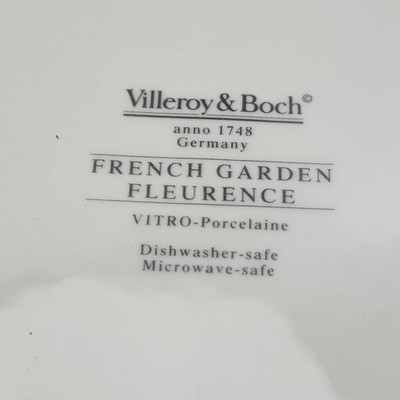 Villeroy & Boch©
anno 1748
Germany
FRENCH GARDEN
FLEURENCE
VITRO-Porcelaine
Dishwasher-safe
Microwave-safe